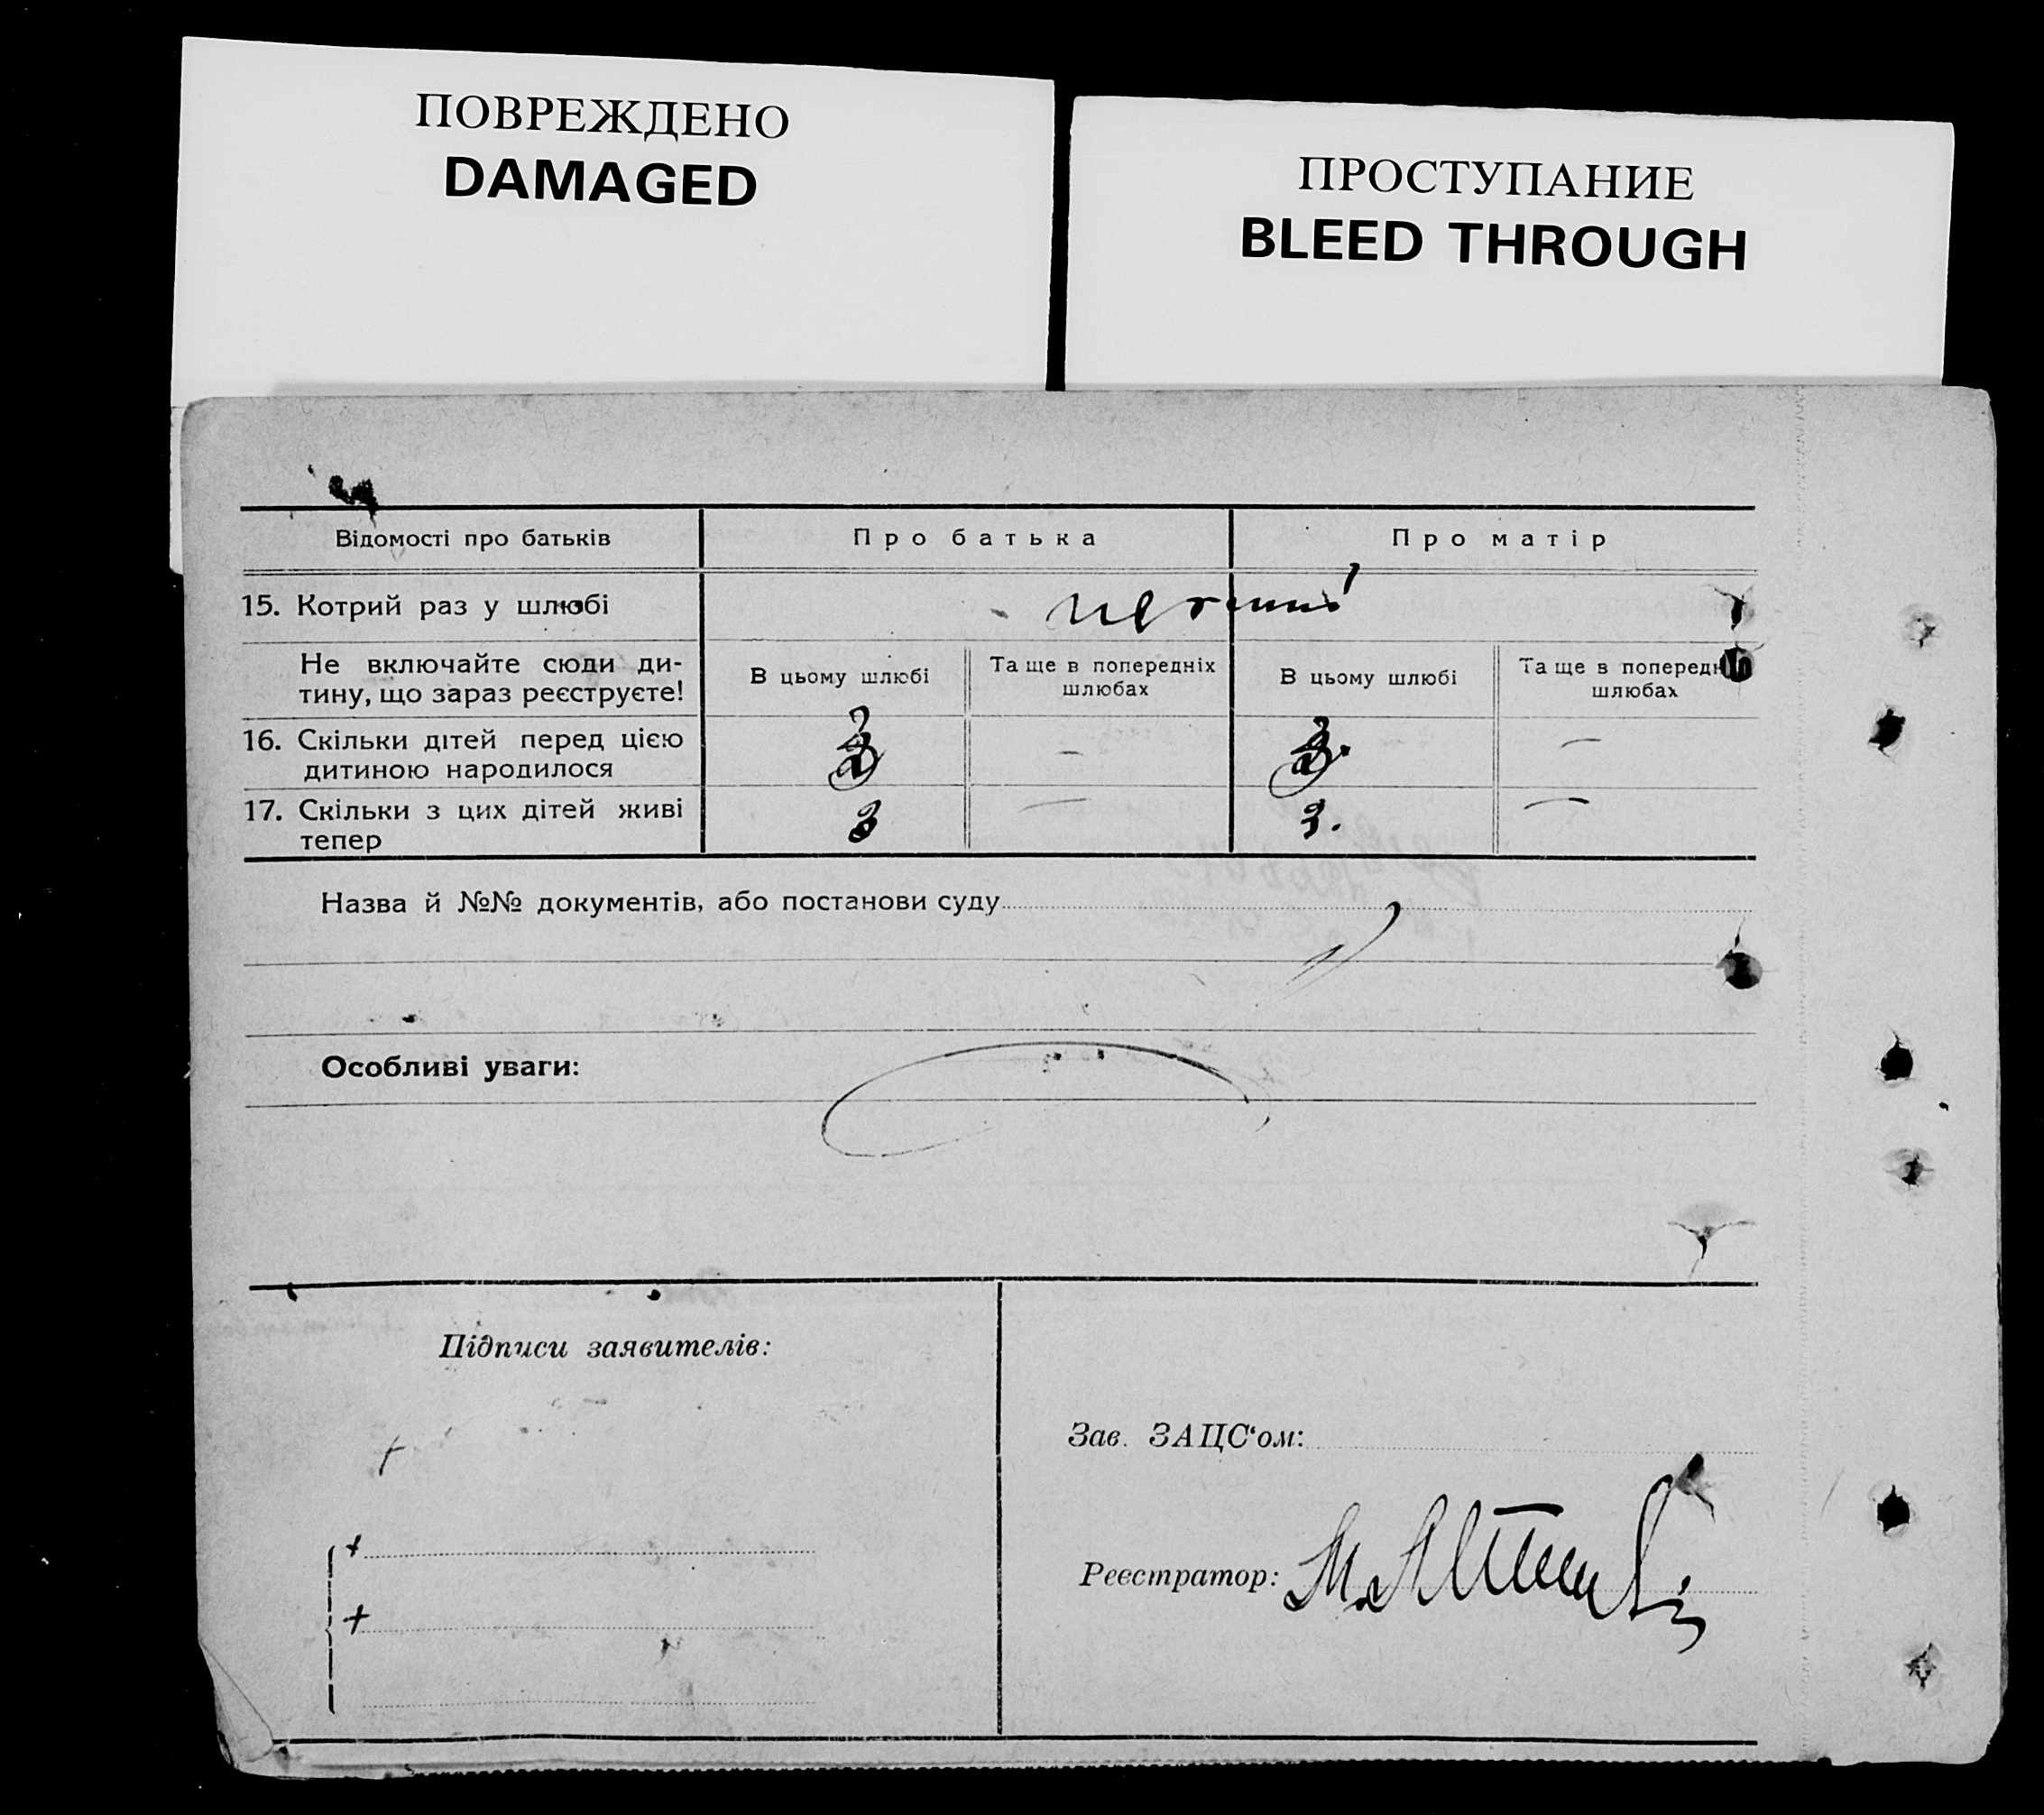 ПОВРЕЖДЕНО
DAMAGED
ПРОСТУПАНИЕ
BLEED THROUGH
Відомості про батьків
Про батька
Про матір
15. Котрий раз у шлюбі
Не включайте сюди ди-
тину, що зараз реєструєте!
В цьому шлюбі
Та ще в попередніх
шлюбах
В цьому шлюбі
Та ще в попередніх
шлюбах
16. Скільки дітей перед цією
дитиною народилося
3 – 3. –
17. Скільки з цих дітей живі
тепер
3 – 3. –
Назва й №№ документів, або постанови суду
Особливі уваги:
Підписи заявителів:
+
+
Зав. ЗАЦС‘ом:
Реєстратор: